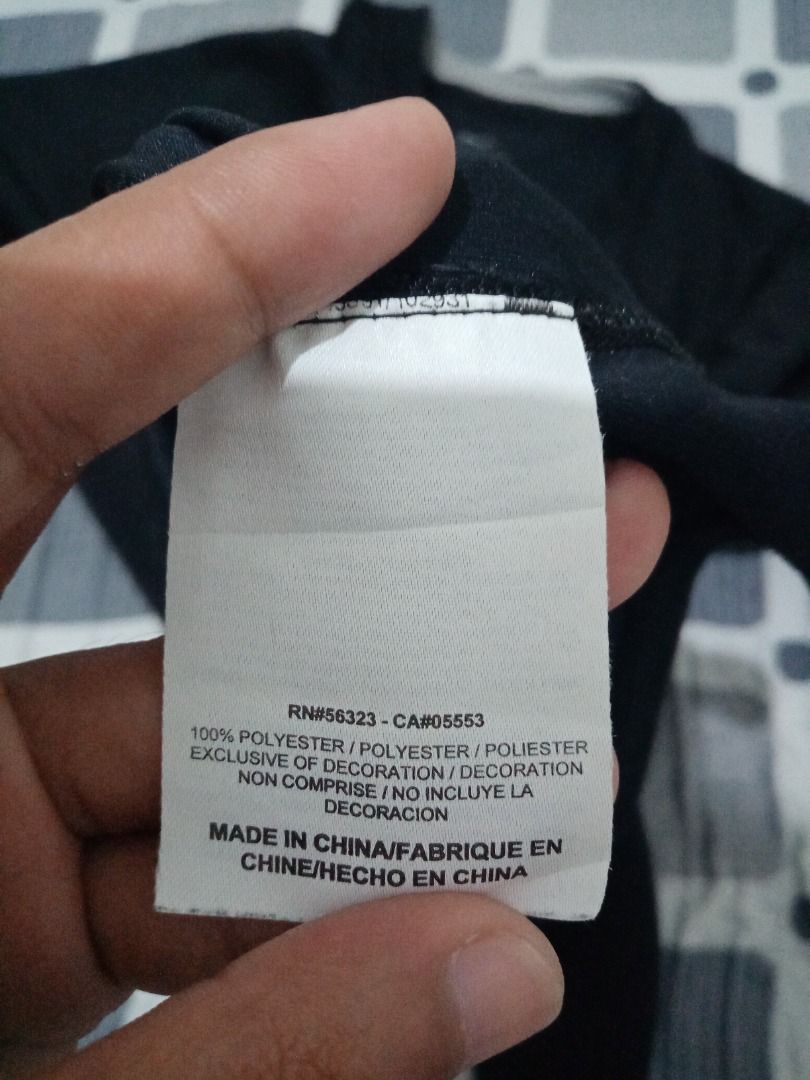 RN#56323 - CA#05553
100% POLYESTER / POLYESTER / POLIESTER
EXCLUSIVE OF DECORATION / DECORATION
NON COMPRISE / NO INCLUYE LA
DECORACION
MADE IN CHINA/FABRIQUE EN
CHINE/HECHO EN CHINA